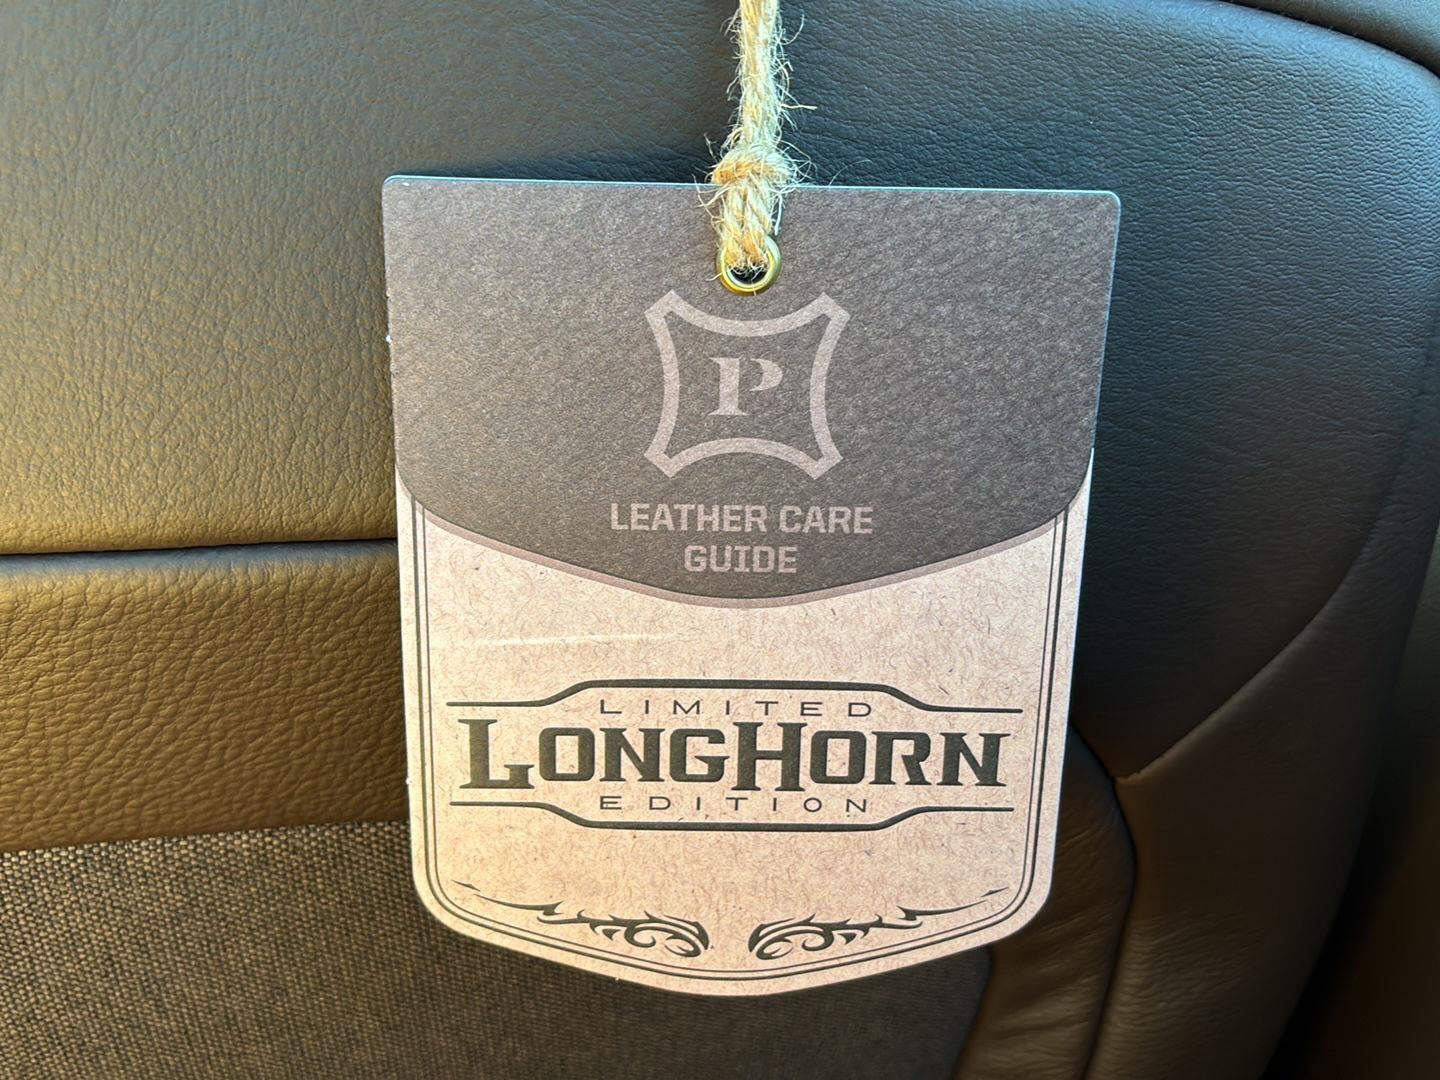 P
LEATHER CARE
GUIDE
LIMITED
LONGHORN
EDITION